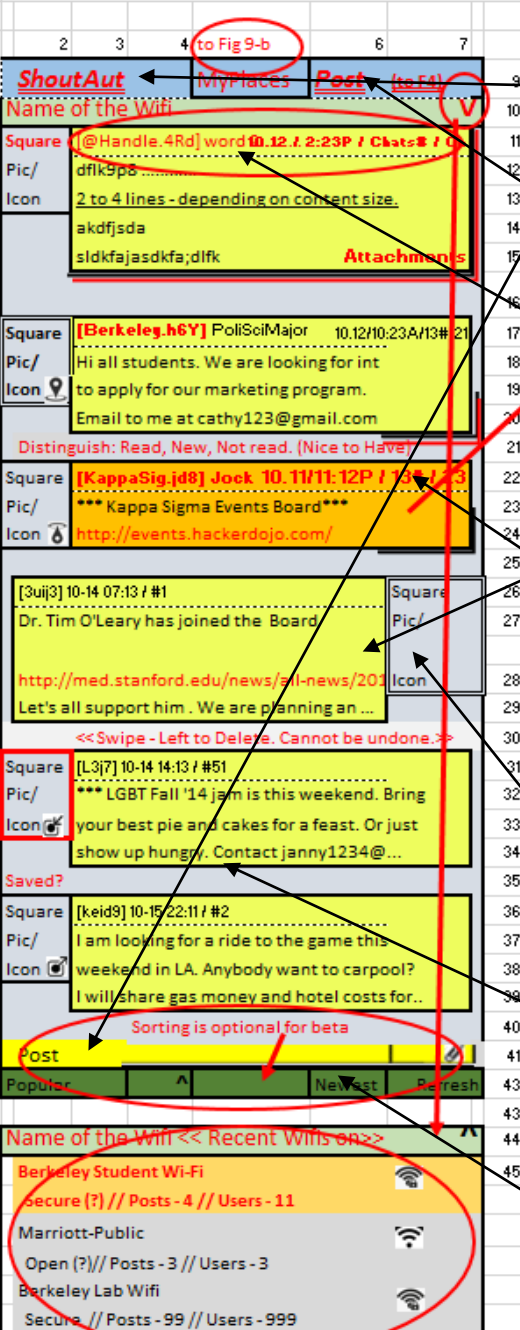 2 3 4 to Fig 9-b 6 7
ShoutAut MyPlaces Post (to F4) 9
Name of the Wifi V 10
Square [@Handle.4Rd] word 10.12./ 2:23P / Chats# / 11
Pic/ dflk9p8 ........... 12
Icon 2 to 4 lines - depending on content size. 13
akdfjsda 14
sldkfajasdkfa;dlfk Attachments 15
16
Square [Berkeley.h6Y] PoliSciMajor 10.12/10:23A/13# 21 17
Pic/ Hi all students. We are looking for int 18
Icon to apply for our marketing program. 19
Email to me at cathy123@gmail.com 20
Distinguish: Read, New, Not read. (Nice to Have) 21
Square [KappaSig.jd8] Jock 10.11/11:12P / 13# / 23 22
Pic/ *** Kappa Sigma Events Board*** 23
Icon http://events.hackerdojo.com/ 24
25
[3uij3] 10-14 07:13 / #1 Square 26
Dr. Tim O'Leary has joined the Board Pic/ 27
http://med.stanford.edu/news/all-news/201 Icon 28
Let's all support him . We are planning an ... 29
<<Swipe - Left to Delete. Cannot be undone.>> 30
Square [L3j7] 10-14 14:13 / #51 31
Pic/ *** LGBT Fall '14 jam is this weekend. Bring 32
Icon your best pie and cakes for a feast. Or just 33
show up hungry. Contact janny1234@... 34
Saved? 35
Square [keid9] 10-15 22:11 / #2 36
Pic/ I am looking for a ride to the game this 37
Icon weekend in LA. Anybody want to carpool? 38
I will share gas money and hotel costs for.. 39
Sorting is optional for beta 40
Post 41
Popular ^ Newest Refresh 43
43
Name of the Wifi << Recent Wifis on>> ^ 44
Berkeley Student Wi-Fi 45
Secure (?) // Posts - 4 // Users - 11
Marriott-Public
Open (?)// Posts - 3 // Users - 3
Berkeley Lab Wifi
Secure // Posts - 99 // Users - 999